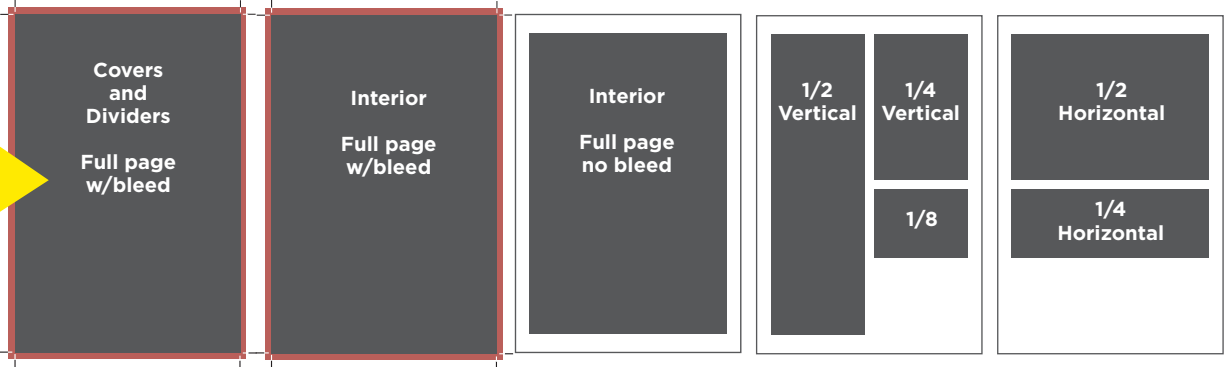 Covers
and
Dividers
Full page
w/bleed
Interior
Full page
w/bleed
Interior
Full page
no bleed
1/2
Vertical
1/4
Vertical
1/8
1/2
Horizontal
1/4
Horizontal